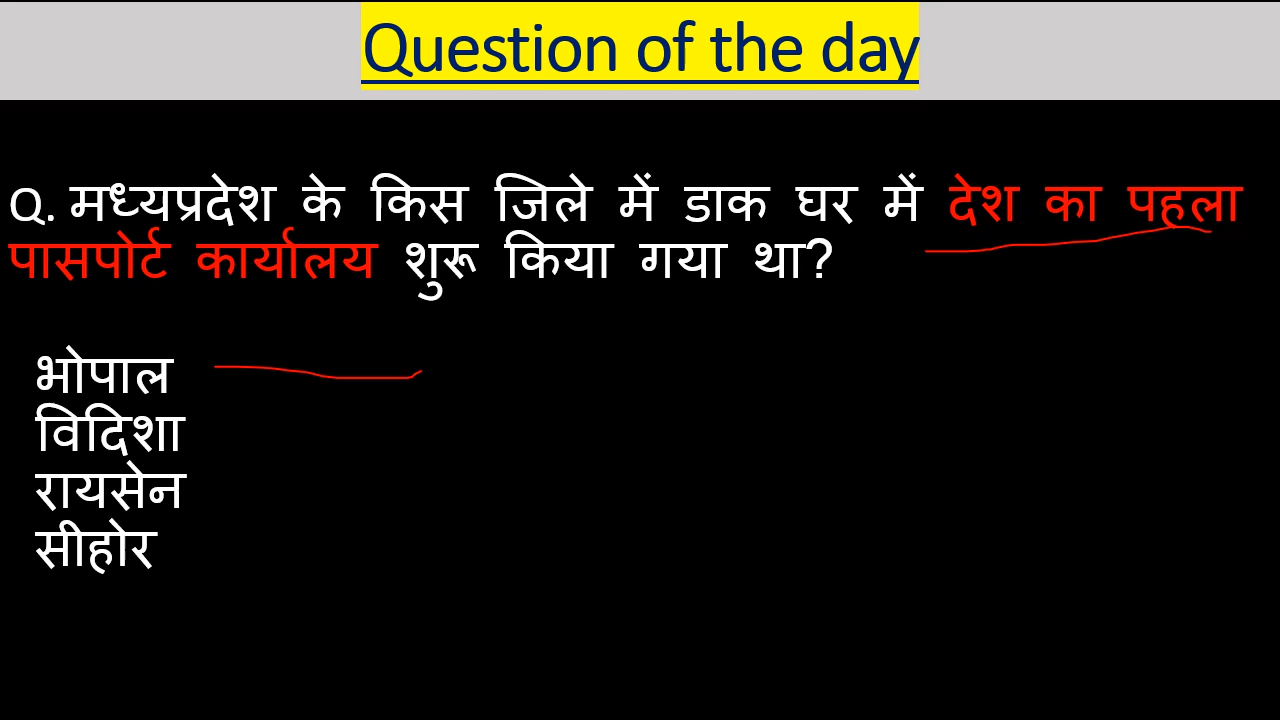 Question of the day
Q. मध्यप्रदेश के किस जिले में डाक घर में देश का पहला
पासपोर्ट कार्यालय शुरू किया गया था?
भोपाल
विदिशा
रायसेन
सीहोर